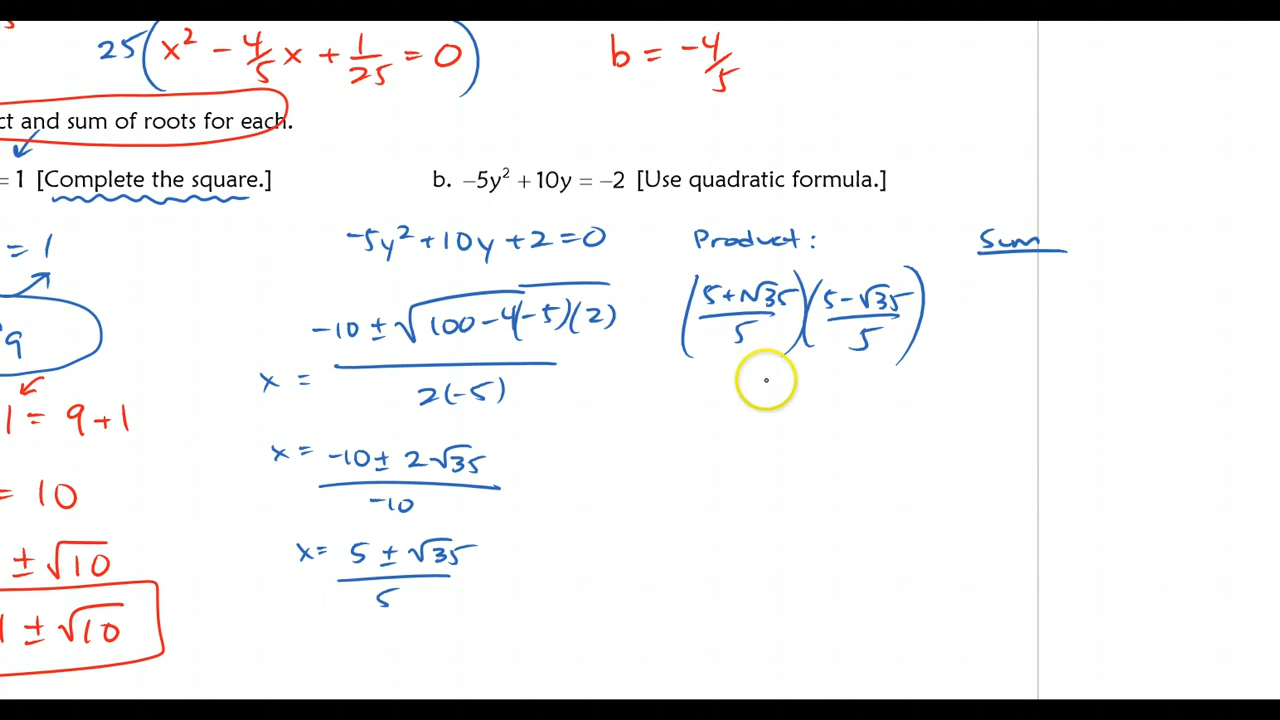 25(x² - 4/5 x + 1/25 = 0)
b = -4/5
ct and sum of roots for each.
= 1 [Complete the square.]
b. –5y² + 10y = –2 [Use quadratic formula.]
= 1
9
1 = 9 + 1
= 10
± √10
1 ± √10
-5y² + 10y + 2 = 0
x = (-10 ± √(100 - 4(-5)(2))) / 2(-5)
x = (-10 ± 2√35) / -10
x = (5 ± √35) / 5
Product:
((5 + √35)/5)((5 - √35)/5)
Sum